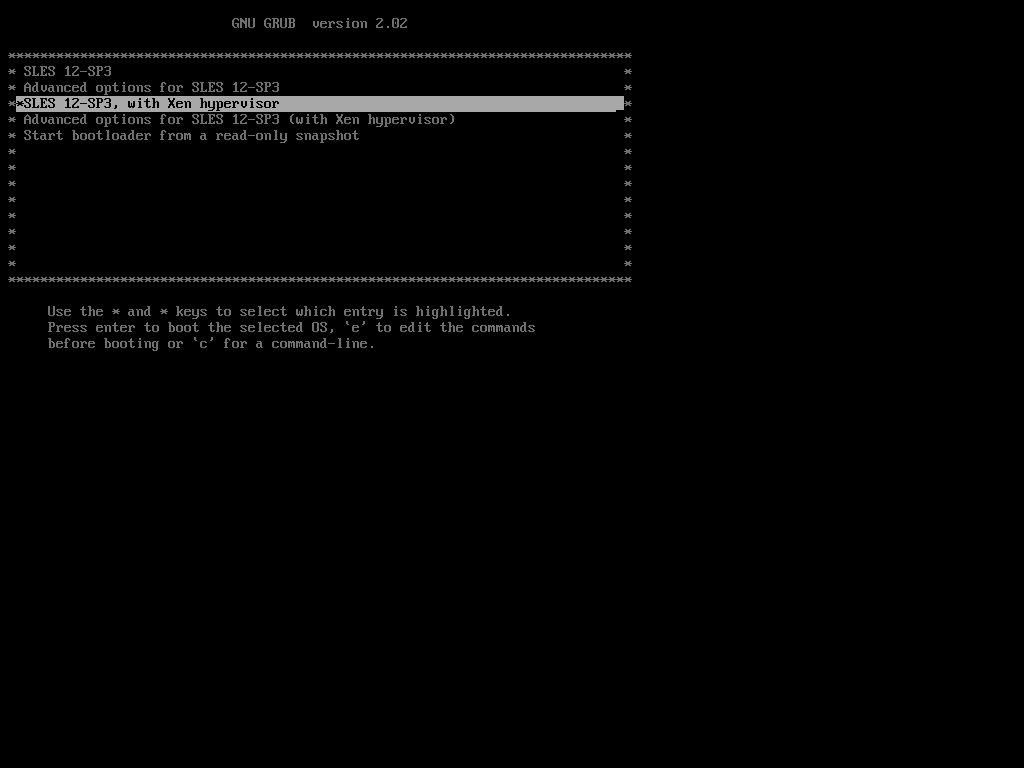 GNU GRUB  version 2.02
*******************************************************************************
* SLES 12-SP3 *
* Advanced options for SLES 12-SP3 *
**SLES 12-SP3, with Xen hypervisor *
* Advanced options for SLES 12-SP3 (with Xen hypervisor) *
* Start bootloader from a read-only snapshot *
* *
* *
* *
* *
* *
* *
* *
* *
*******************************************************************************
Use the * and * keys to select which entry is highlighted.
Press enter to boot the selected OS, `e' to edit the commands
before booting or `c' for a command-line.